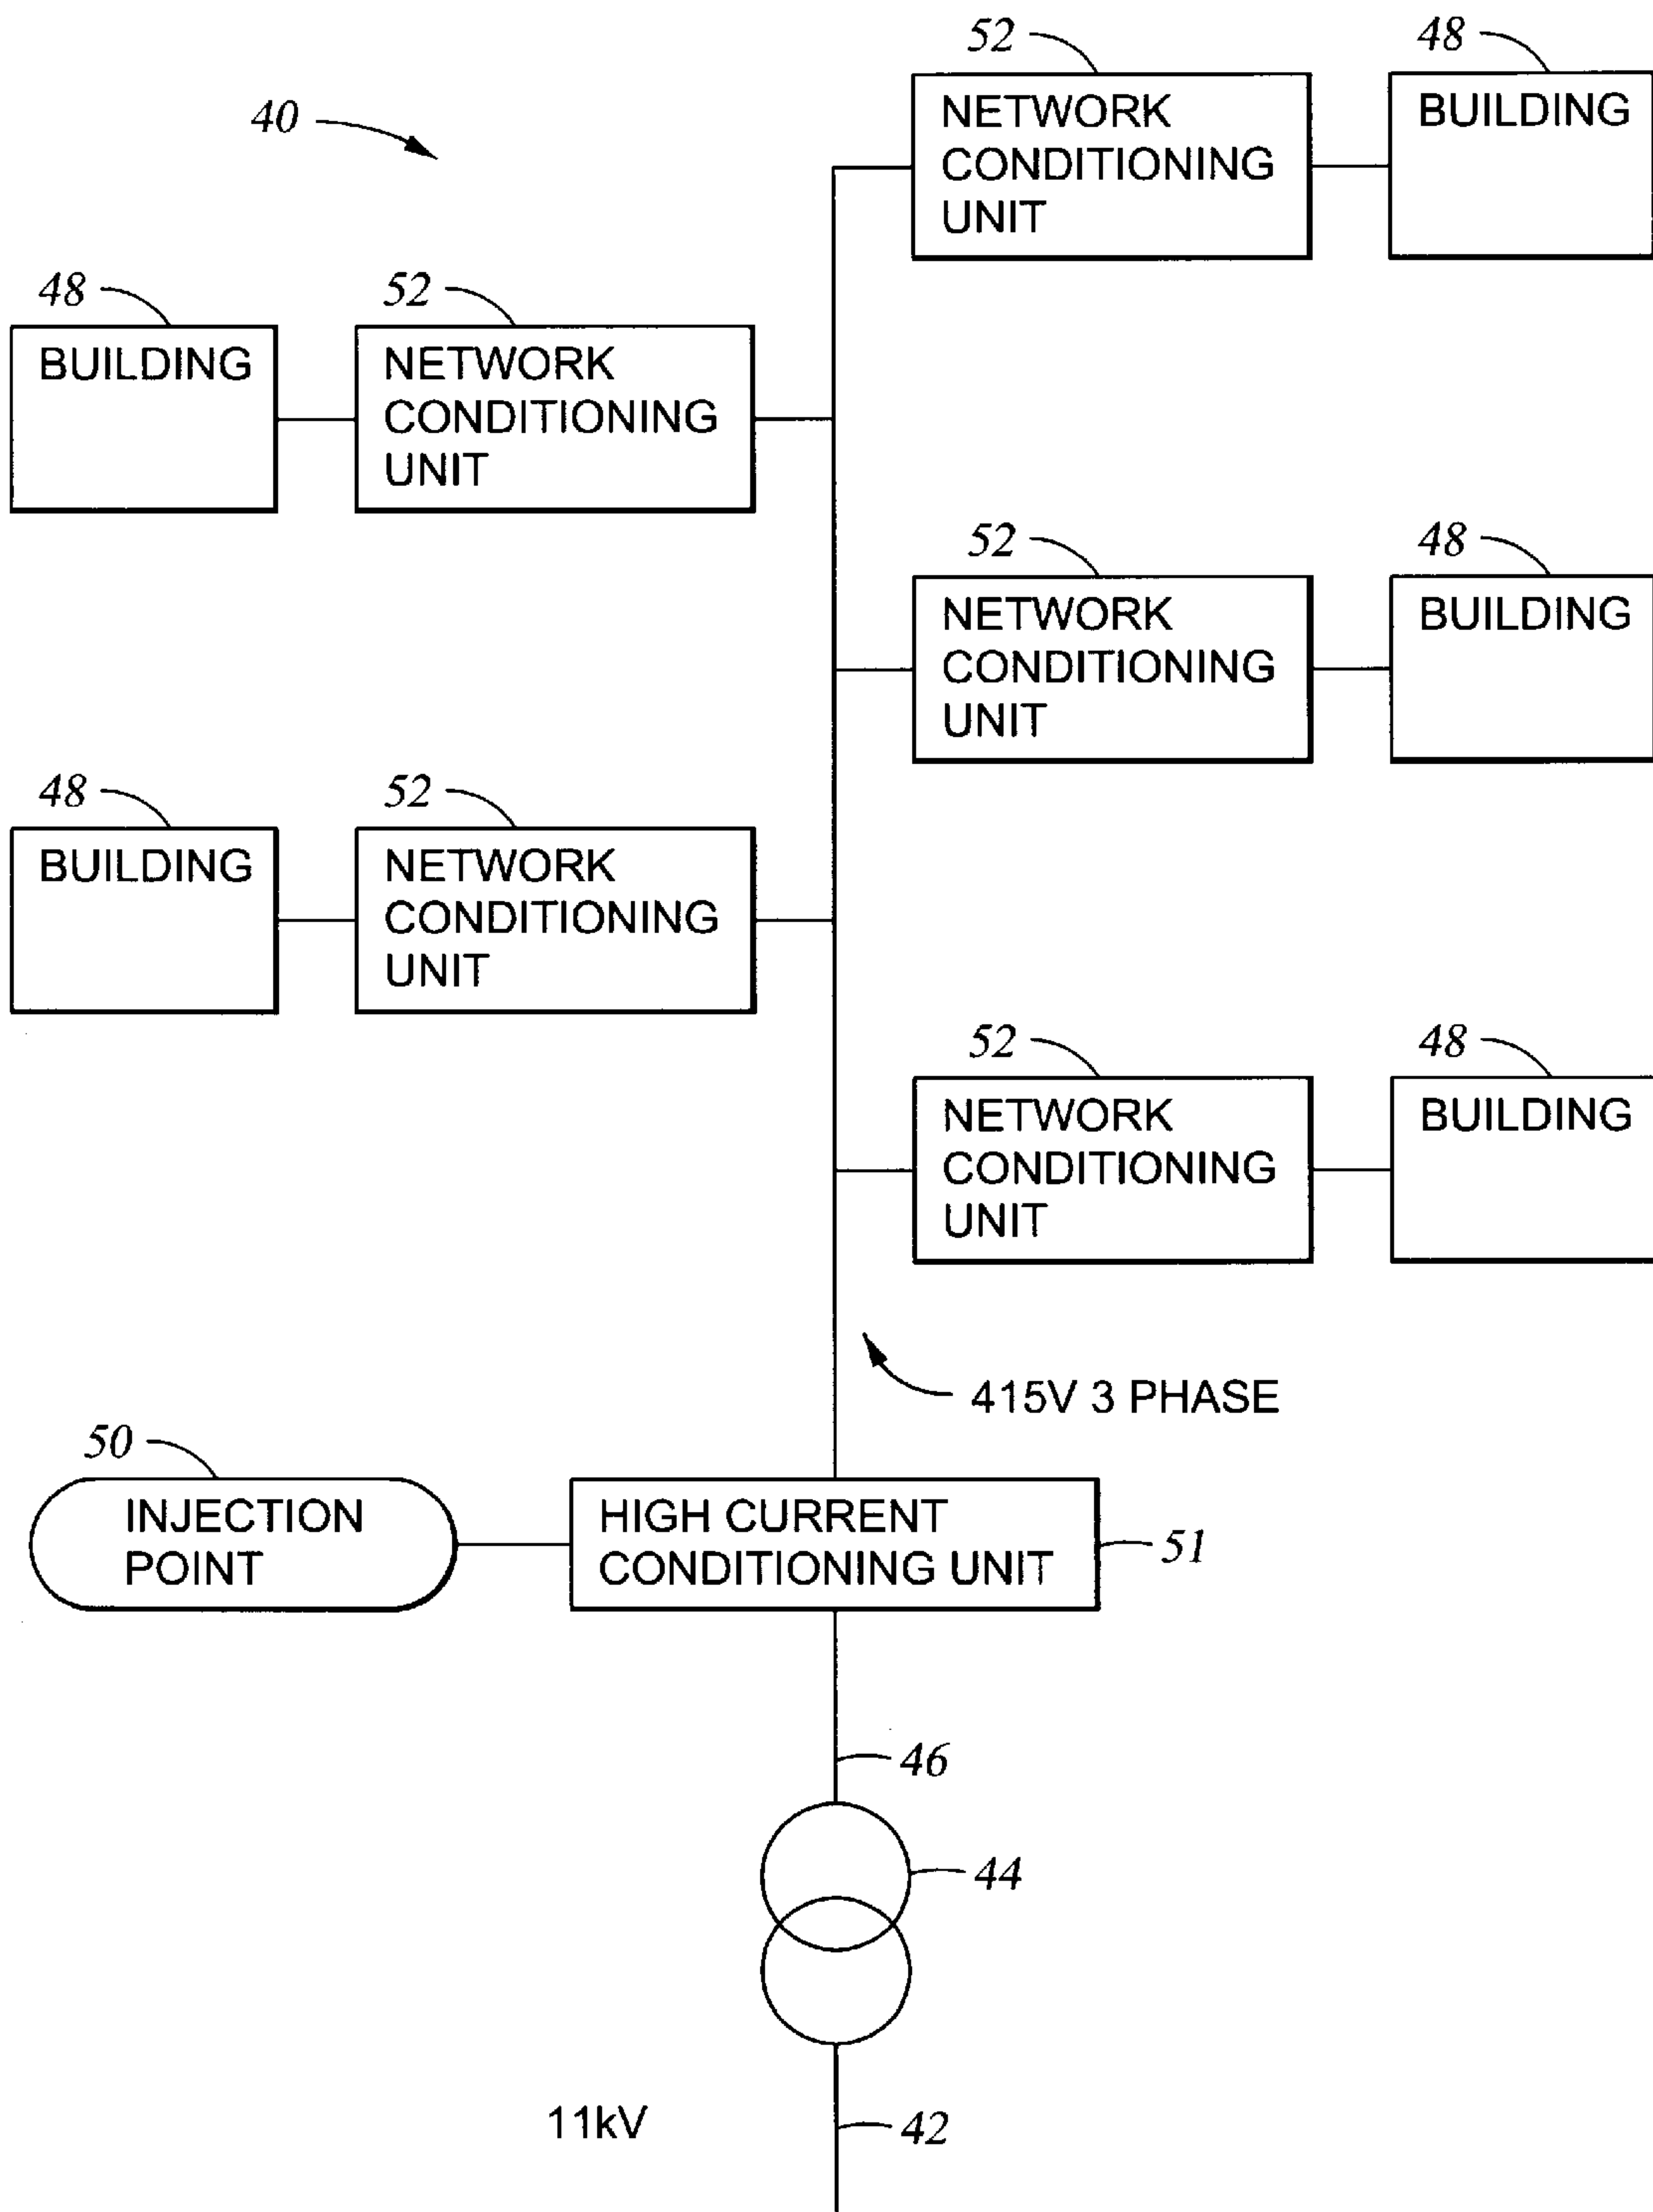 52
48
40
NETWORK
CONDITIONING
UNIT
BUILDING
48
52
BUILDING
NETWORK
CONDITIONING
UNIT
52
48
NETWORK
CONDITIONING
UNIT
BUILDING
48
52
BUILDING
NETWORK
CONDITIONING
UNIT
52
48
NETWORK
CONDITIONING
UNIT
BUILDING
415V 3 PHASE
50
INJECTION
POINT
HIGH CURRENT
CONDITIONING UNIT
51
46
44
11kV
42